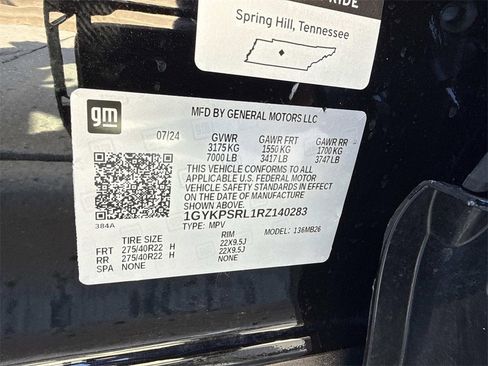 RIDE
Spring Hill, Tennessee
gm
MFD BY GENERAL MOTORS LLC
07/24 GVWR GAWR FRT GAWR RR
3175 KG 1550 KG 1700 KG
7000 LB 3417 LB 3747 LB
THIS VEHICLE CONFORMS TO ALL
APPLICABLE U.S. FEDERAL MOTOR
VEHICLE SAFETY STANDARDS IN EFFECT
ON THE DATE OF MANUFACTURE
SHOWN ABOVE.
1GYKPSRL1RZ140283
TYPE: MPV MODEL: 136MB26
384A
TIRE SIZE RIM
FRT 275/40R22 H 22X9.5J
RR 275/40R22 H 22X9.5J
SPA NONE NONE